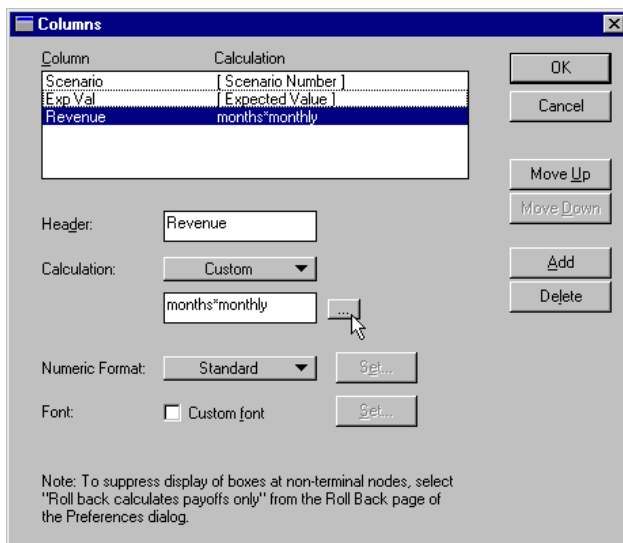 Columns
Column Calculation
Scenario [ Scenario Number ]
Exp Val [ Expected Value ]
Revenue months*monthly
OK
Cancel
Move Up
Move Down
Header: Revenue
Calculation: Custom
Add
months*monthly ...
Delete
Numeric Format: Standard Set...
Font: Custom font Set...
Note: To suppress display of boxes at non-terminal nodes, select
"Roll back calculates payoffs only" from the Roll Back page of
the Preferences dialog.